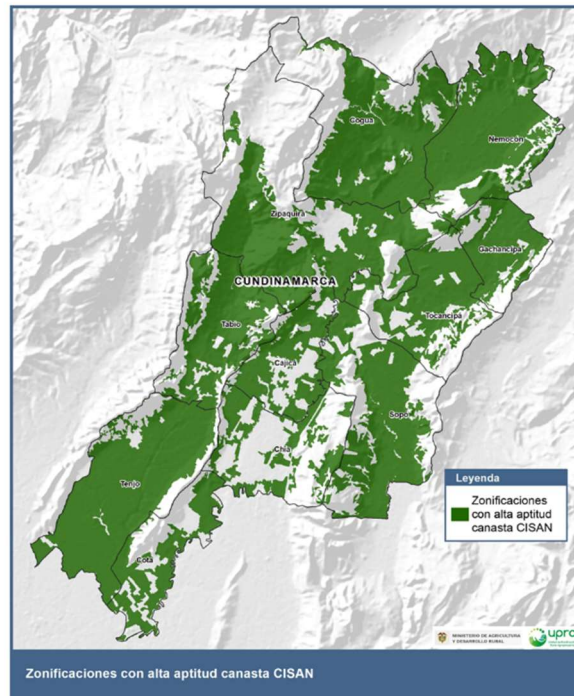 Cogua
Nemocón
Zipaquirá
Gachancipá
CUNDINAMARCA
Tocancipá
Tabio
Cajicá
Sopó
Chía
Tenjo
Cota
Leyenda
Zonificaciones
con alta aptitud
canasta CISAN
MINISTERIO DE AGRICULTURA
Y DESARROLLO RURAL
upra
Zonificaciones con alta aptitud canasta CISAN